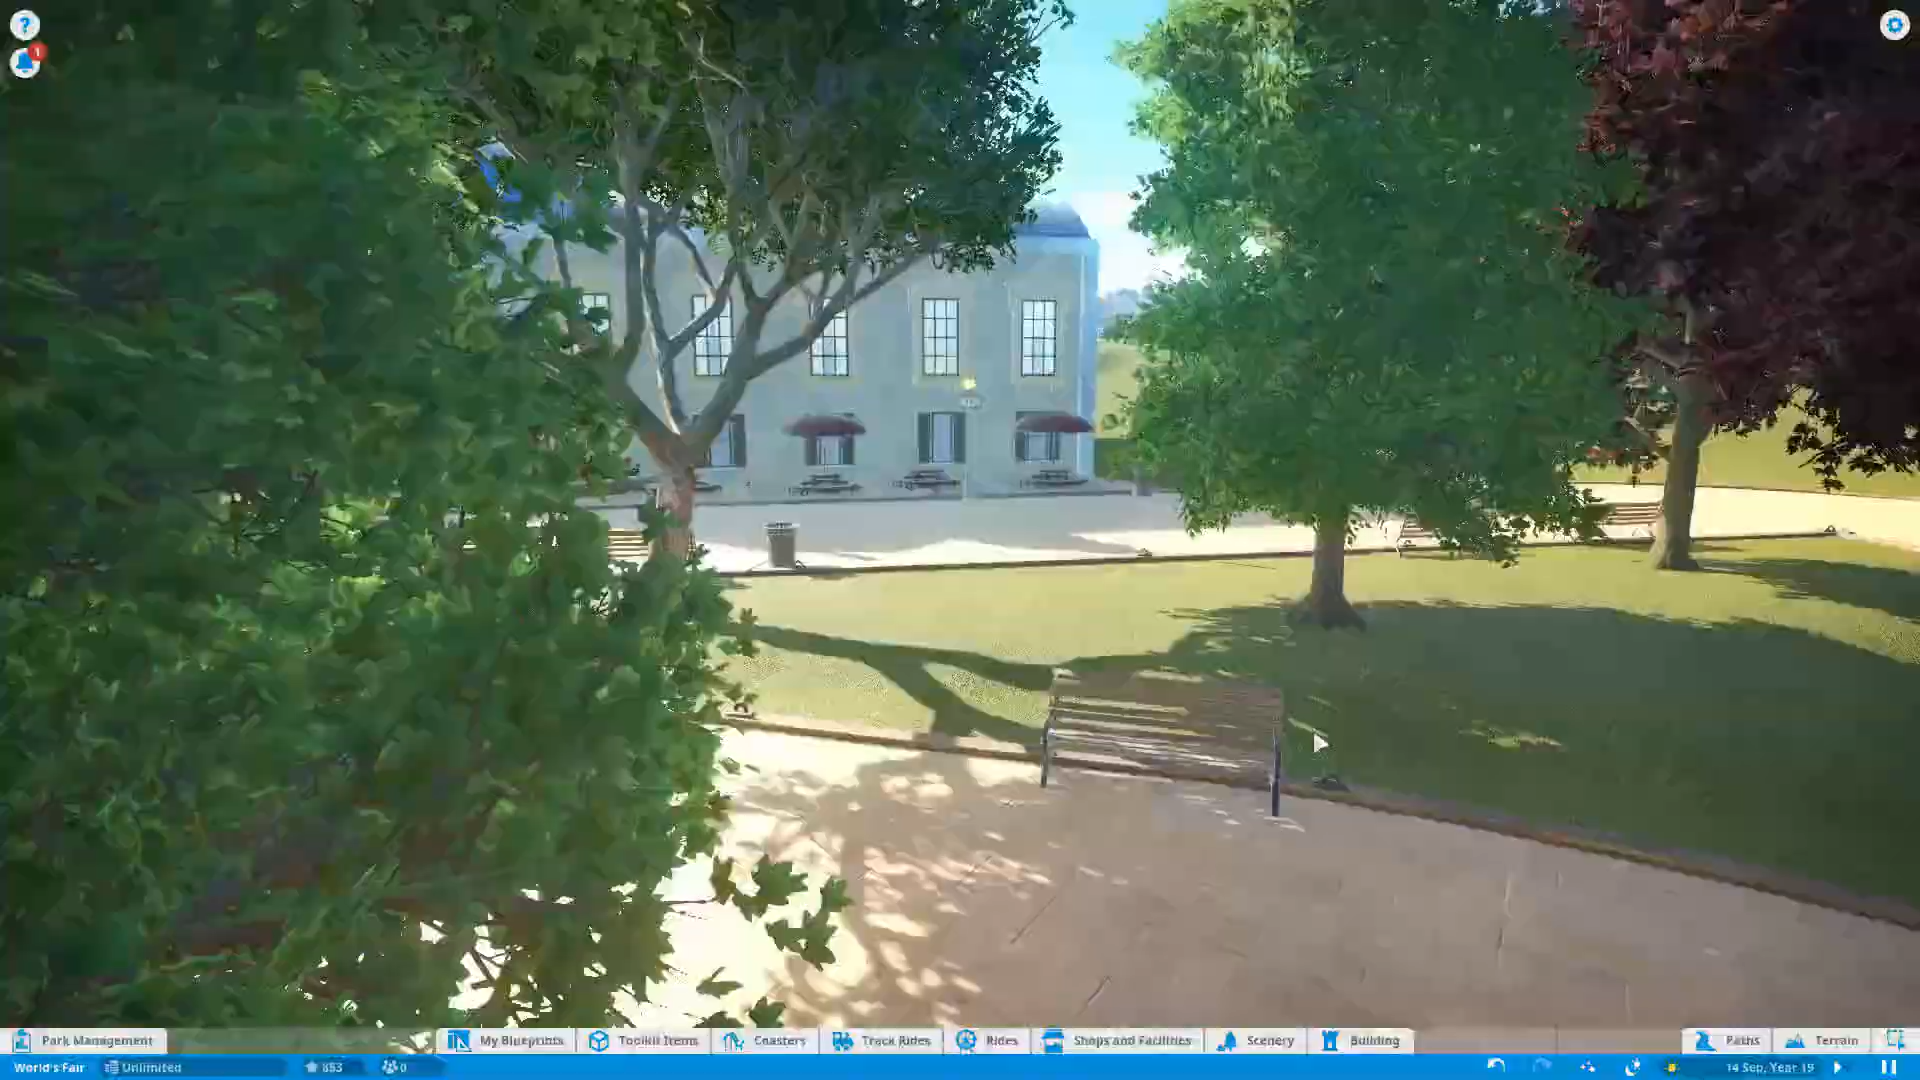 ?
1
Park Management
My Blueprints
Toolkit Items
Coasters
Track Rides
Rides
Shops and Facilities
Scenery
Building
Paths
Terrain
World's Fair
Unlimited
853
0
14 Sep, Year 19